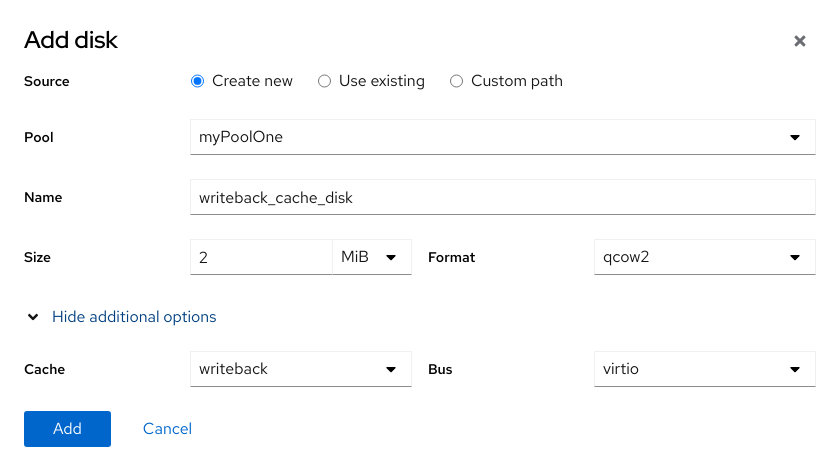 Add disk
Source Create new Use existing Custom path
Pool myPoolOne
Name writeback_cache_disk
Size 2 MiB Format qcow2
Hide additional options
Cache writeback Bus virtio
Add Cancel